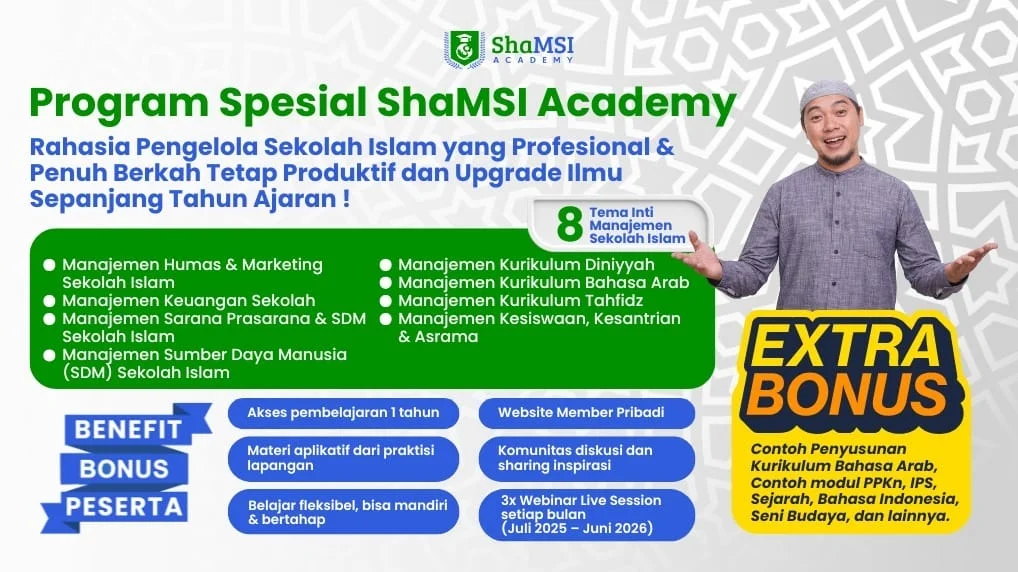 ShaMSI
ACADEMY
Program Spesial ShaMSI Academy
Rahasia Pengelola Sekolah Islam yang Profesional &
Penuh Berkah Tetap Produktif dan Upgrade Ilmu
Sepanjang Tahun Ajaran !
8 Tema Inti
Manajemen
Sekolah Islam
Manajemen Humas & Marketing
Sekolah Islam
Manajemen Keuangan Sekolah
Manajemen Sarana Prasarana & SDM
Sekolah Islam
Manajemen Sumber Daya Manusia
(SDM) Sekolah Islam
Manajemen Kurikulum Diniyyah
Manajemen Kurikulum Bahasa Arab
Manajemen Kurikulum Tahfidz
Manajemen Kesiswaan, Kesantrian
& Asrama
BENEFIT
BONUS
PESERTA
Akses pembelajaran 1 tahun
Materi aplikatif dari praktisi
lapangan
Belajar fleksibel, bisa mandiri
& bertahap
Website Member Pribadi
Komunitas diskusi dan
sharing inspirasi
3x Webinar Live Session
setiap bulan
(Juli 2025 – Juni 2026)
EXTRA
BONUS
Contoh Penyusunan
Kurikulum Bahasa Arab,
Contoh modul PPKn, IPS,
Sejarah, Bahasa Indonesia,
Seni Budaya, dan lainnya.